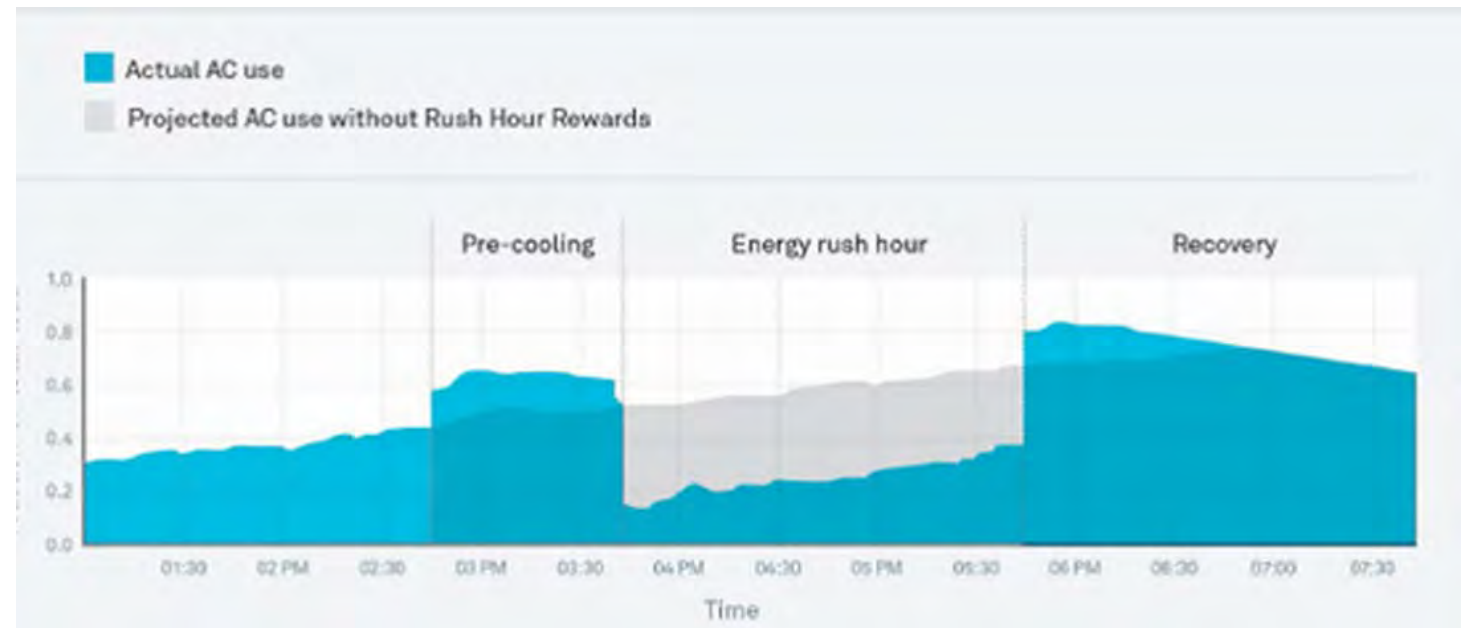 Actual AC use
Projected AC use without Rush Hour Rewards
Pre-cooling Energy rush hour Recovery
1.0
0.8
0.6
0.4
0.2
0.0
01:30 02 PM 02:30 03 PM 03:30 04 PM 04:30 05 PM 05:30 06 PM 06:30 07:00 07:30
Time